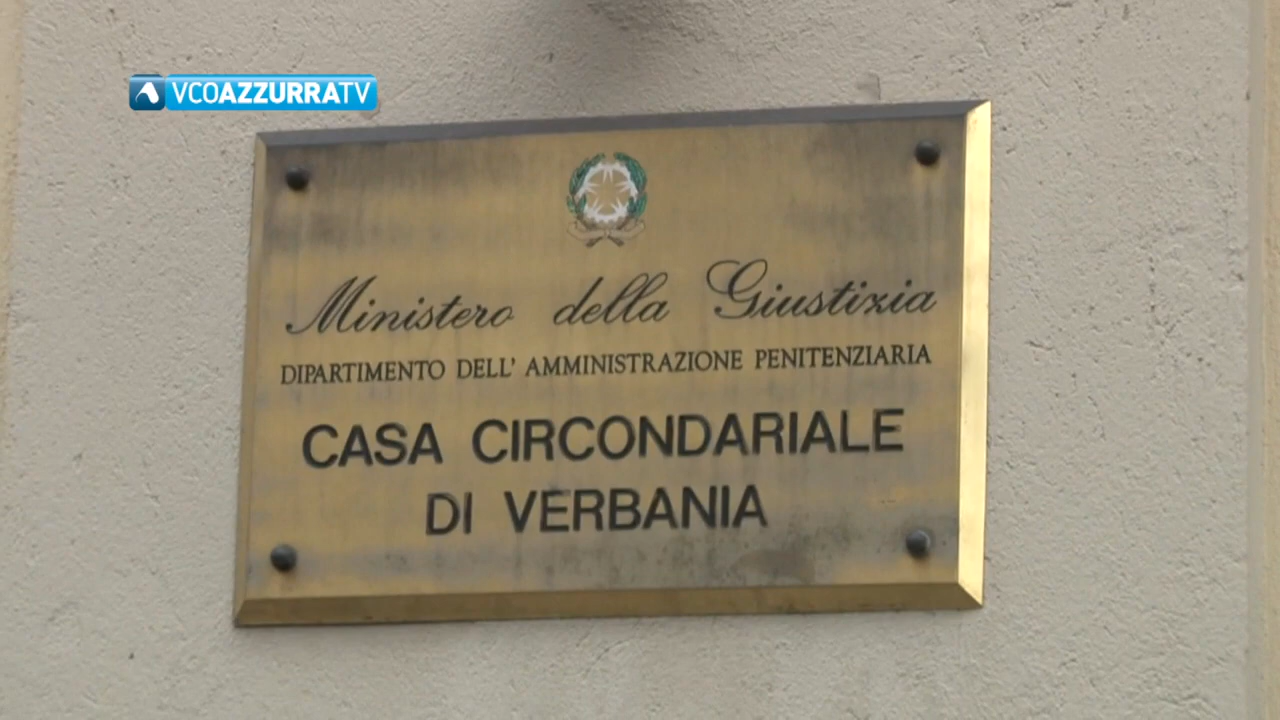 VCOAZZURRATV
Ministero della Giustizia
DIPARTIMENTO DELL' AMMINISTRAZIONE PENITENZIARIA
CASA CIRCONDARIALE
DI VERBANIA